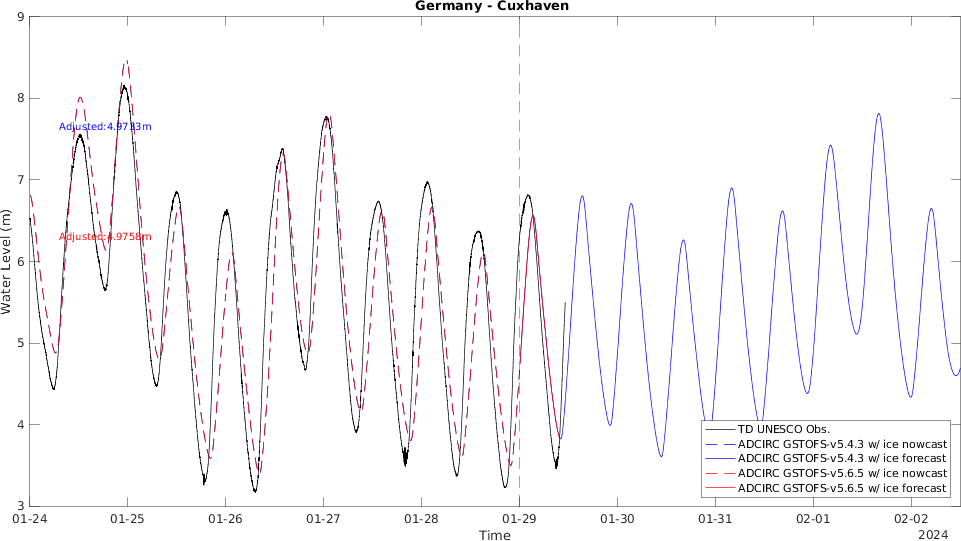 Germany - Cuxhaven
9
8
7
6
5
4
3
Water Level (m)
Adjusted:4.9733m
Adjusted:4.9758m
TD UNESCO Obs.
ADCIRC GSTOFS-v5.4.3 w/ ice nowcast
ADCIRC GSTOFS-v5.4.3 w/ ice forecast
ADCIRC GSTOFS-v5.6.5 w/ ice nowcast
ADCIRC GSTOFS-v5.6.5 w/ ice forecast
01-24 01-25 01-26 01-27 01-28 01-29 01-30 01-31 02-01 02-02
Time
2024